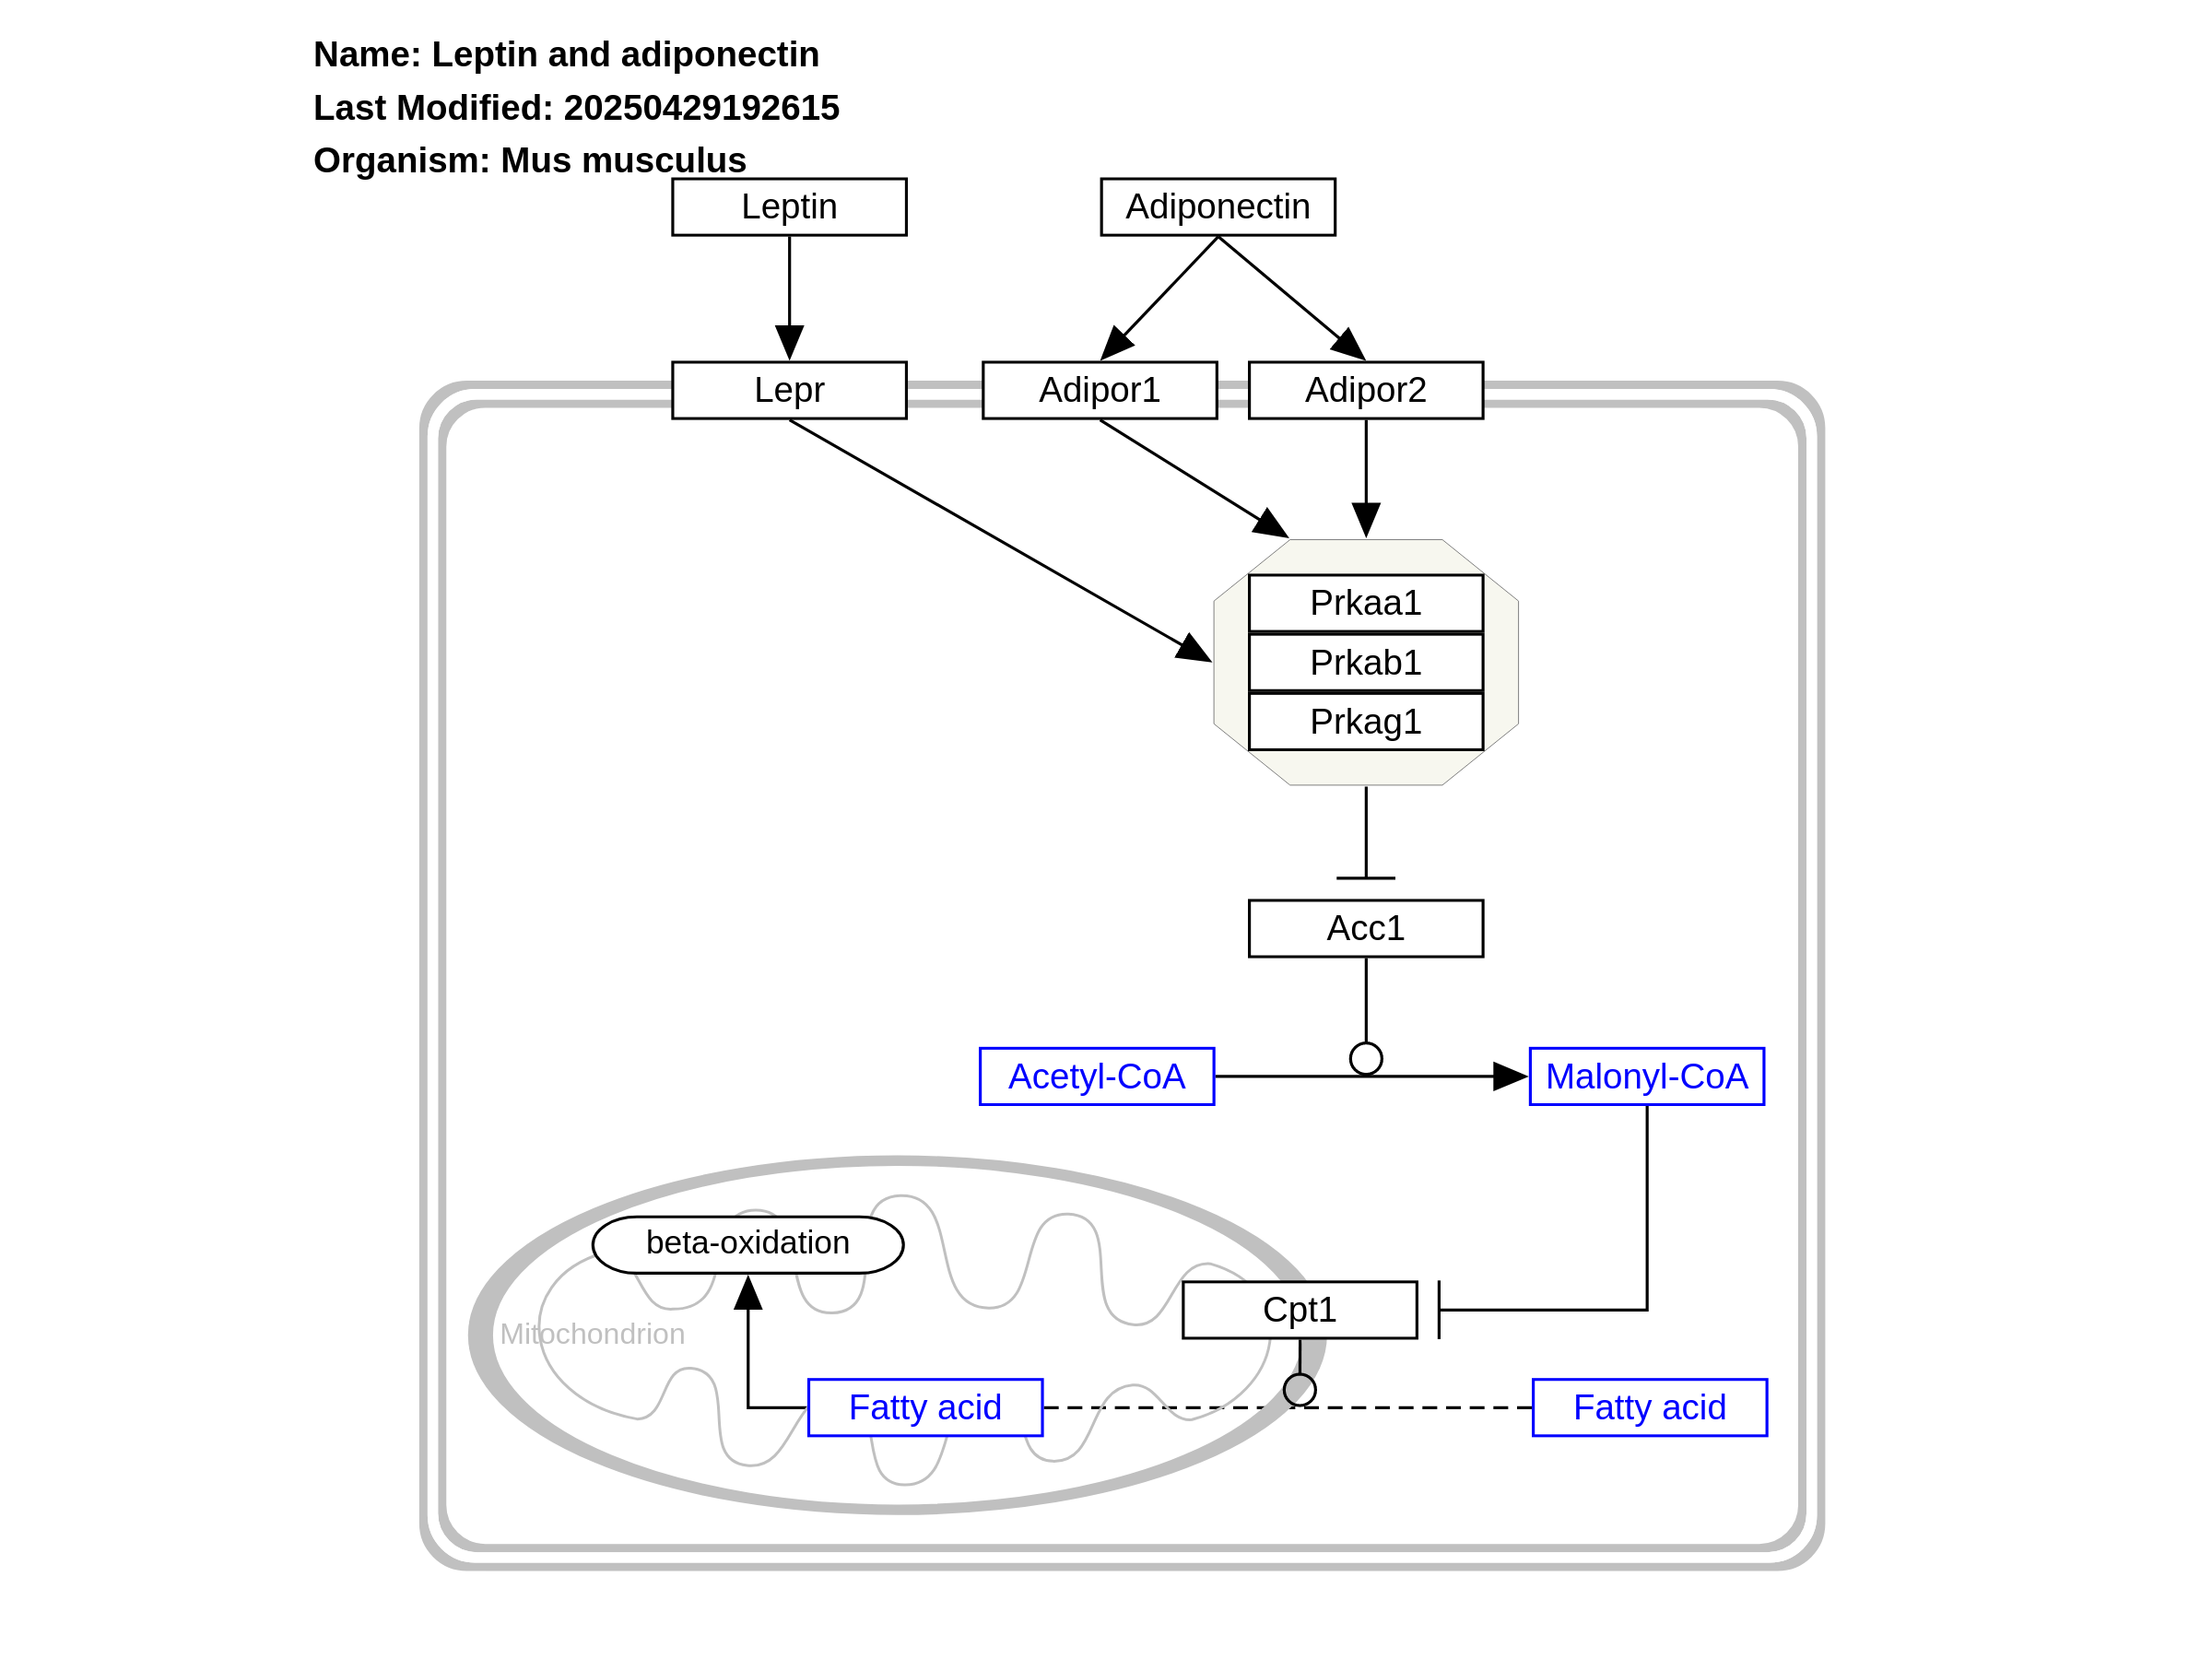 Name: Leptin and adiponectin
Last Modified: 20250429192615
Organism: Mus musculus
Leptin
Adiponectin
Lepr
Adipor1
Adipor2
Prkaa1
Prkab1
Prkag1
Acc1
Acetyl-CoA
Malonyl-CoA
beta-oxidation
Cpt1
Mitochondrion
Fatty acid
Fatty acid